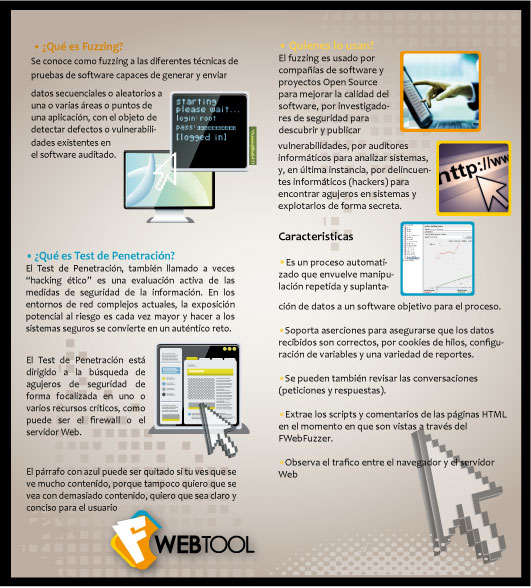 • ¿Qué es Fuzzing?
Se conoce como fuzzing a las diferentes técnicas de
pruebas de software capaces de generar y enviar
datos secuenciales o aleatorios a
una o varias áreas o puntos de
una aplicación, con el objeto de
detectar defectos o vulnerabili-
dades existentes en
el software auditado.
starting
please wait...
login:root
[logged in]
• ¿Qué es Test de Penetración?
El Test de Penetración, también llamado a veces
“hacking ético” es una evaluación activa de las
medidas de seguridad de la información. En los
entornos de red complejos actuales, la exposición
potencial al riesgo es cada vez mayor y hacer a los
sistemas seguros se convierte en un auténtico reto.
El Test de Penetración está
dirigido a la búsqueda de
agujeros de seguridad de
forma focalizada en uno o
varios recursos críticos, como
puede ser el firewall o el
servidor Web.
El párrafo con azul puede ser quitado si tu ves que se
ve mucho contenido, porque tampoco quiero que se
vea con demasiado contenido, quiero que sea claro y
conciso para el usuario
F WEBTOOL
• Quienes lo usan?
El fuzzing es usado por
compañías de software y
proyectos Open Source
para mejorar la calidad del
software, por investigado-
res de seguridad para
descubrir y publicar
vulnerabilidades, por auditores
informáticos para analizar sistemas,
y, en última instancia, por delincuen-
tes informáticos (hackers) para
encontrar agujeros en sistemas y
explotarlos de forma secreta.
http://ww
Caracteristicas
• Es un proceso automati-
zado que envuelve manipu-
lación repetida y suplanta-
ción de datos a un software objetivo para el proceso.
• Soporta aserciones para asegurarse que los datos
recibidos son correctos, por cookies de hilos, configu-
ración de variables y una variedad de reportes.
• Se pueden también revisar las conversaciones
(peticiones y respuestas).
• Extrae los scripts y comentarios de las páginas HTML
en el momento en que son vistas a través del
FWebFuzzer.
• Observa el trafico entre el navegador y el servidor
Web